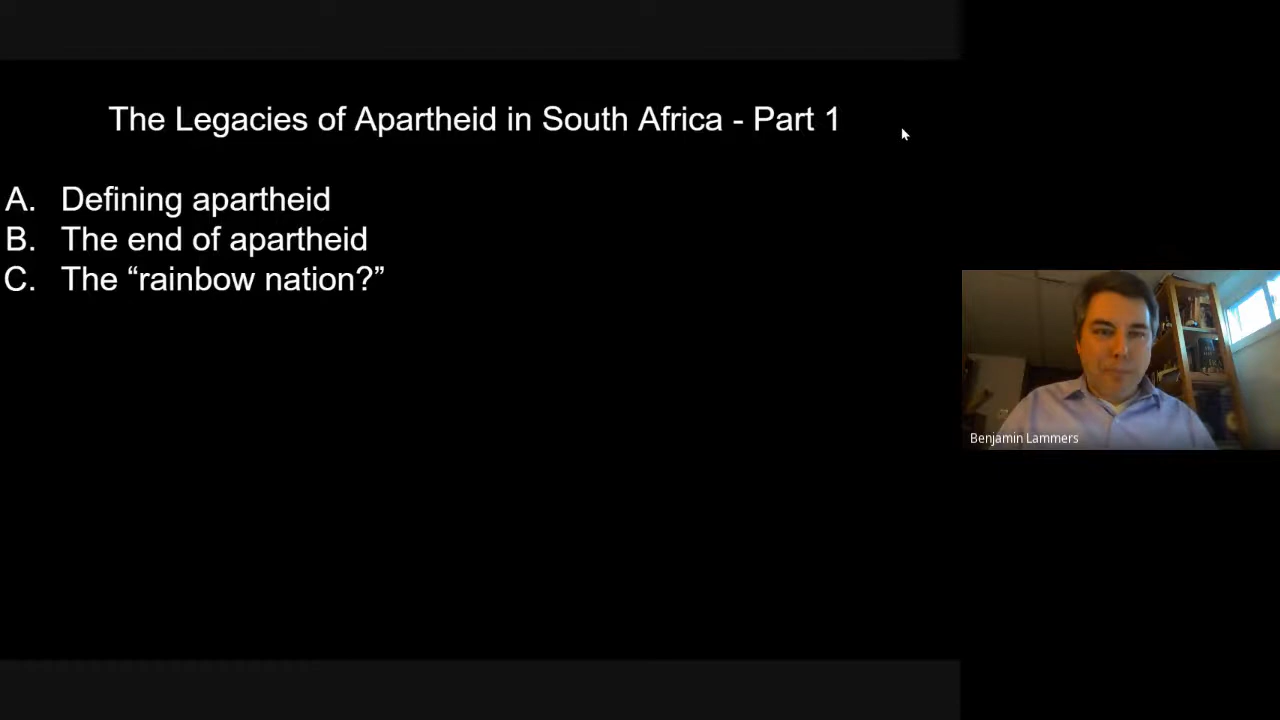 The Legacies of Apartheid in South Africa - Part 1
A. Defining apartheid
B. The end of apartheid
C. The “rainbow nation?”
Benjamin Lammers